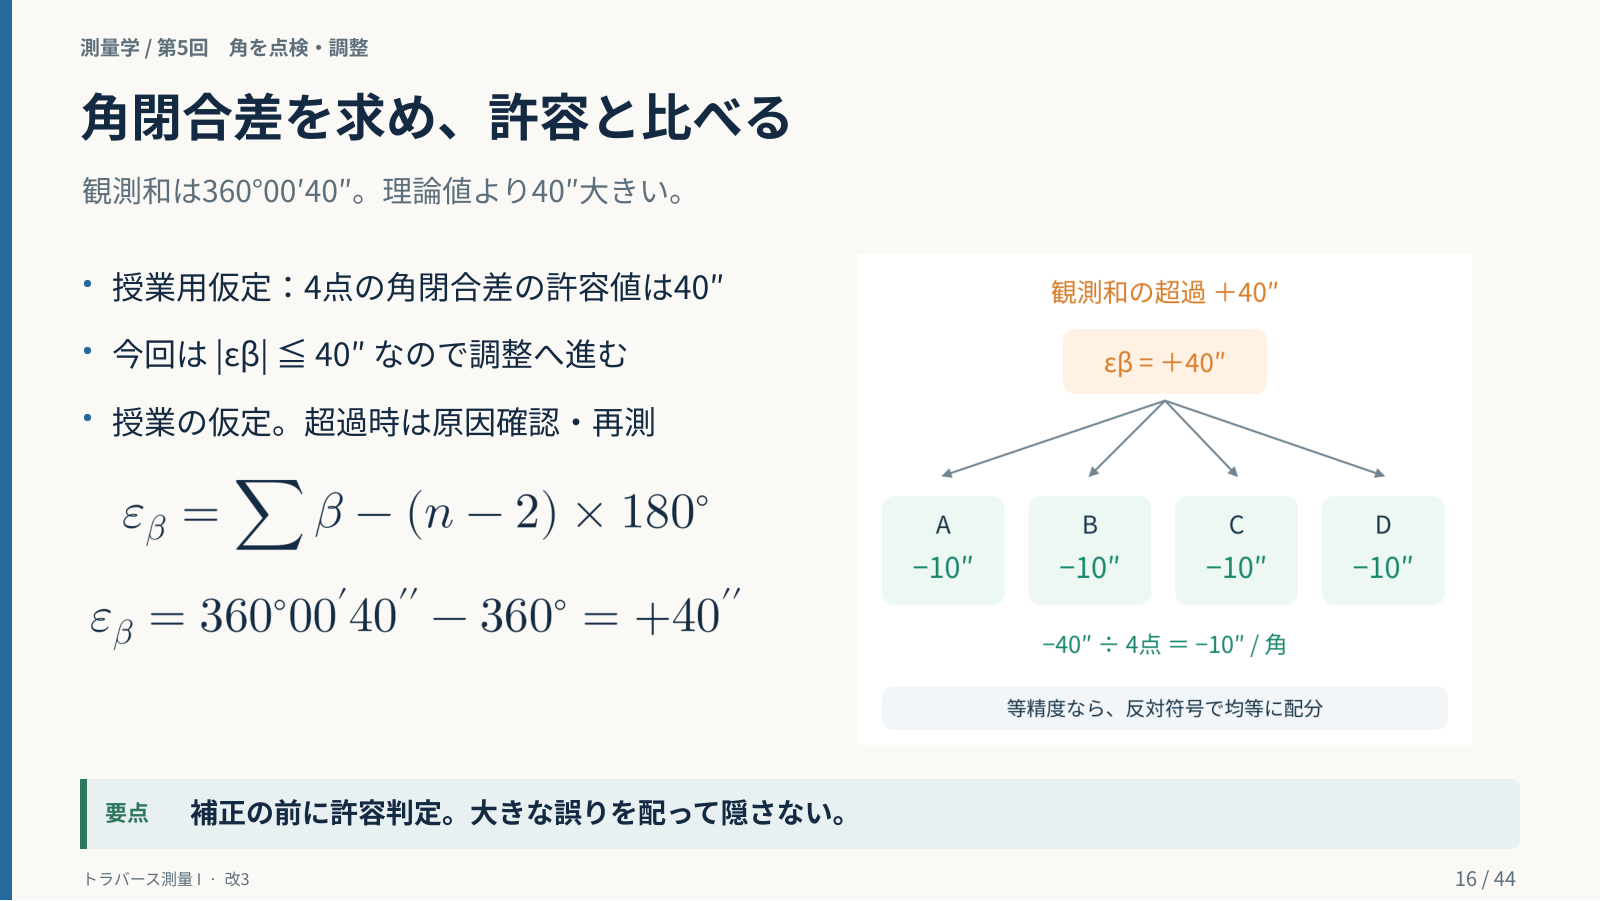 測量学 / 第5回　角を点検・調整
角閉合差を求め、許容と比べる
観測和は360°00′40″。理論値より40″大きい。
・授業用仮定：4点の角閉合差の許容値は40″
・今回は |εβ| ≦ 40″ なので調整へ進む
・授業の仮定。超過時は原因確認・再測
ε_β = ∑ β − (n − 2) × 180°
ε_β = 360°00′40′′ − 360° = +40′′
観測和の超過 ＋40″
εβ = ＋40″
A B C D
−10″ −10″ −10″ −10″
−40″ ÷ 4点 ＝ −10″ / 角
等精度なら、反対符号で均等に配分
要点　補正の前に許容判定。大きな誤りを配って隠さない。
トラバース測量 I ・ 改3
16 / 44